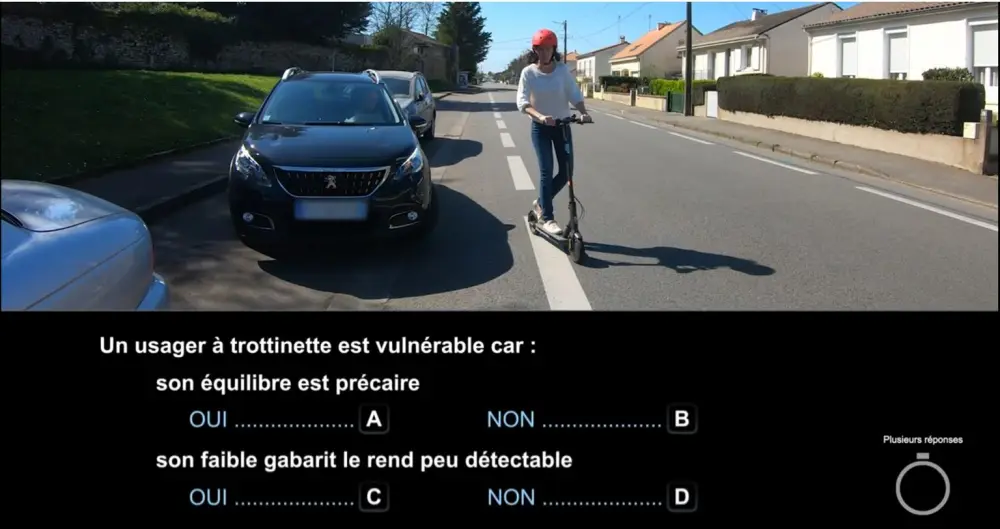 Un usager à trottinette est vulnérable car :
son équilibre est précaire
OUI .................... A NON .................... B
son faible gabarit le rend peu détectable
OUI .................... C NON .................... D
Plusieurs réponses